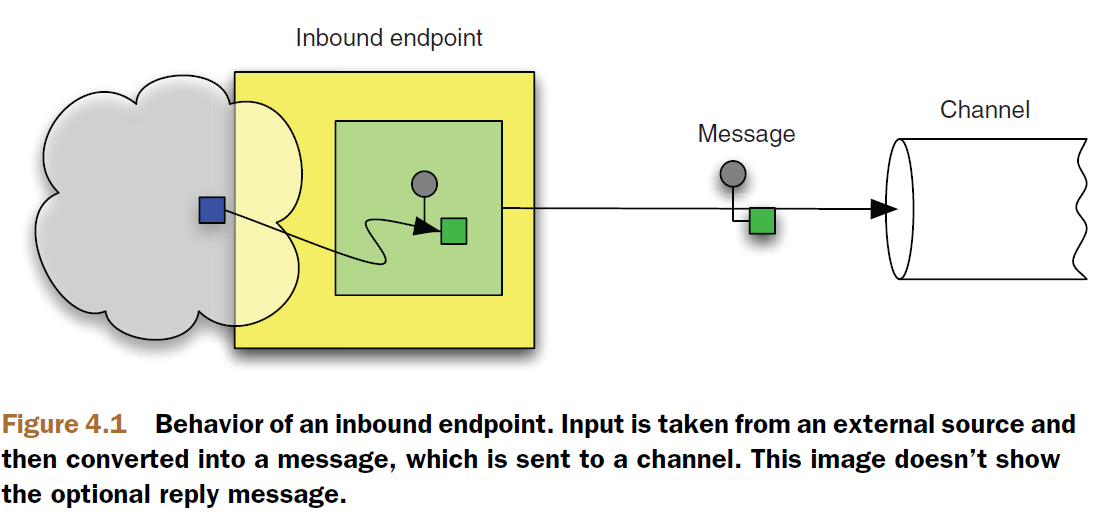 Inbound endpoint
Channel
Message
Figure 4.1 Behavior of an inbound endpoint. Input is taken from an external source and
then converted into a message, which is sent to a channel. This image doesn’t show
the optional reply message.